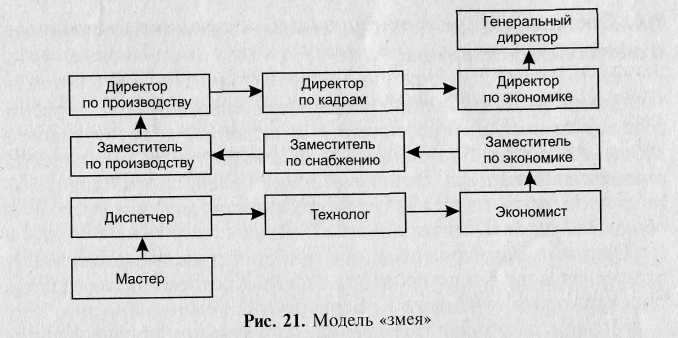 Генеральный
директор
Директор
по производству
Директор
по кадрам
Директор
по экономике
Заместитель
по производству
Заместитель
по снабжению
Заместитель
по экономике
Диспетчер
Технолог
Экономист
Мастер
Рис. 21. Модель «змея»